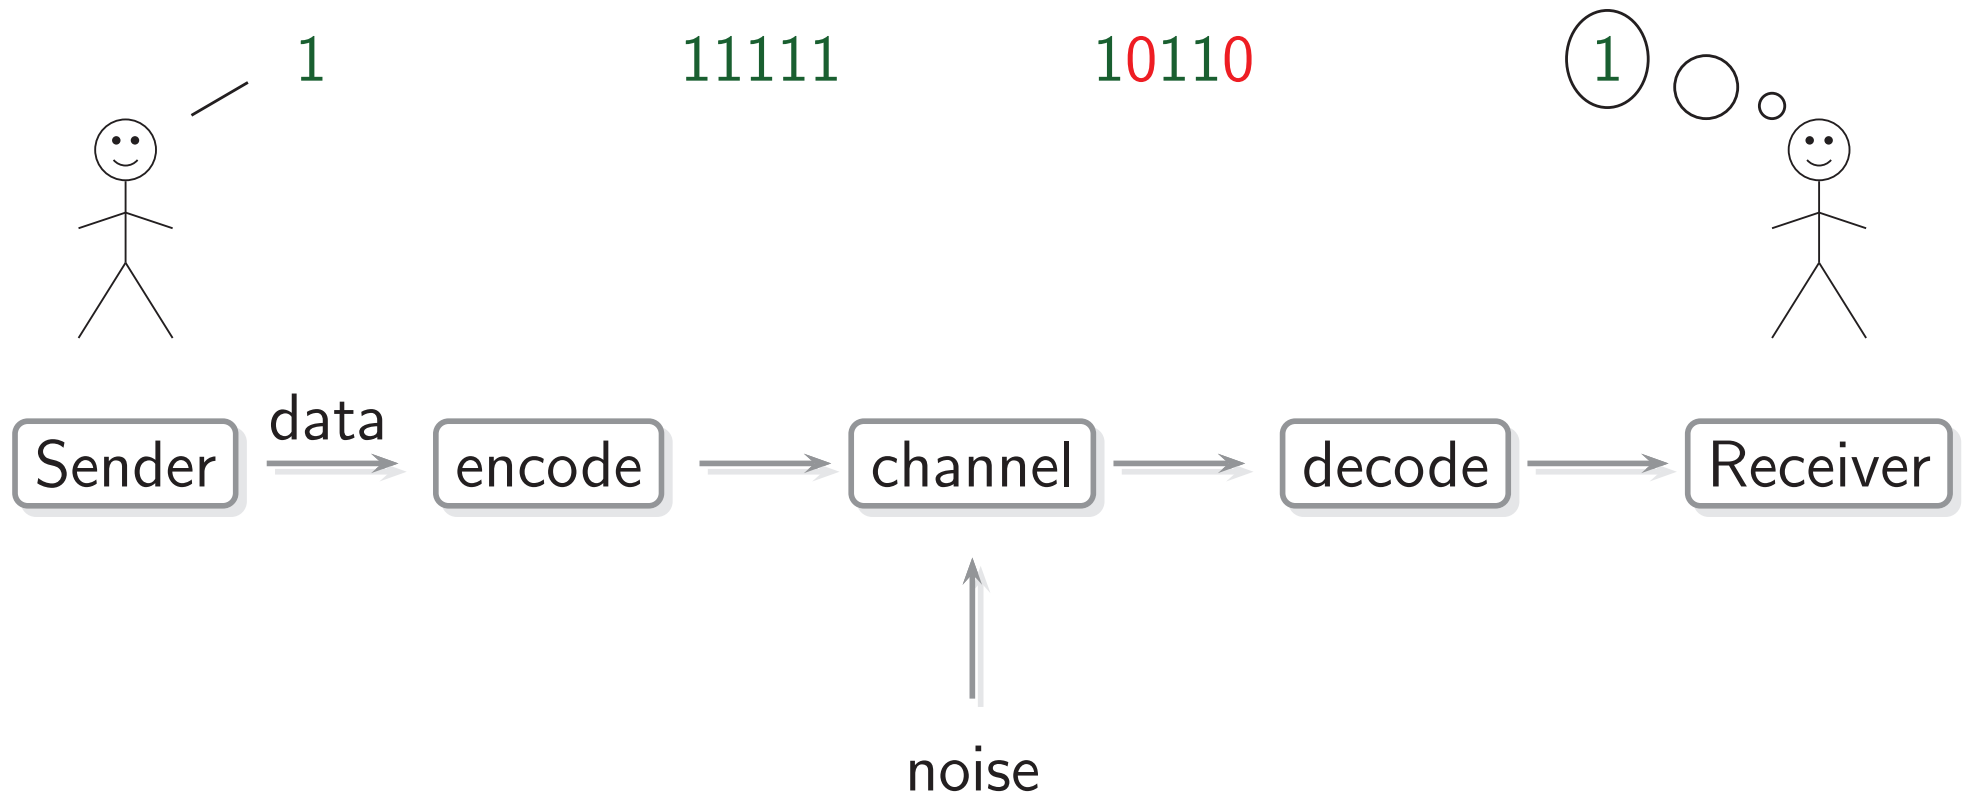 1 11111 10110 1
data
Sender encode channel decode Receiver
noise